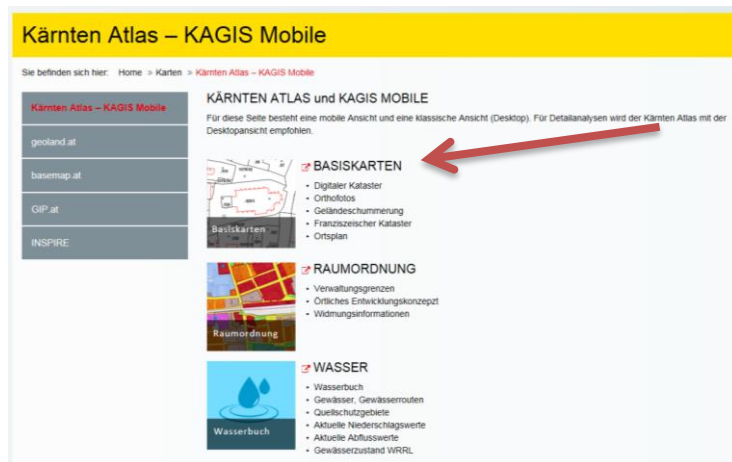 Kärnten Atlas – KAGIS Mobile
Sie befinden sich hier: Home » Karten » Kärnten Atlas – KAGIS Mobile
Kärnten Atlas – KAGIS Mobile
geoland.at
basemap.at
GIP.at
INSPIRE
KÄRNTEN ATLAS und KAGIS MOBILE
Für diese Seite besteht eine mobile Ansicht und eine klassische Ansicht (Desktop). Für Detailanalysen wird der Kärnten Atlas mit der
Desktopansicht empfohlen.
Basiskarten
BASISKARTEN
• Digitaler Kataster
• Orthofotos
• Geländeschummerung
• Franziszeischer Kataster
• Ortsplan
Raumordnung
RAUMORDNUNG
• Verwaltungsgrenzen
• Örtliches Entwicklungskonzepzt
• Widmungsinformationen
Wasserbuch
WASSER
• Wasserbuch
• Gewässer, Gewässerrouten
• Quellschutzgebiete
• Aktuelle Niederschlagswerte
• Aktuelle Abflusswerte
• Gewässerzustand WRRL